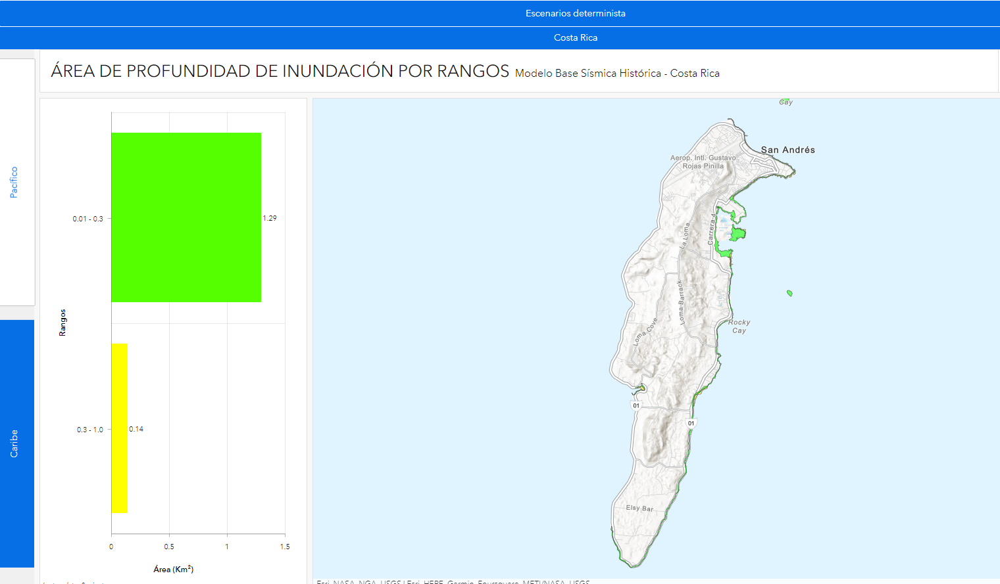 Escenarios determinista
Costa Rica
Pacífico
Caribe
ÁREA DE PROFUNDIDAD DE INUNDACIÓN POR RANGOS Modelo Base Sísmica Histórica - Costa Rica
Rangos
0.01 - 0.3
1.29
0.3 - 1.0
0.14
0
0.5
1
1.5
Área (Km²)
Cay
San Andrés
Aerop. Intl. Gustavo
Rojas Pinilla
La Loma
Carrera 4
Loma Barrack
Loma Cove
Rocky
Cay
01
01
Elsy Bar
Esri, NASA, NGA, USGS | Esri, HERE, Garmin, Foursquare, METI/NASA, USGS